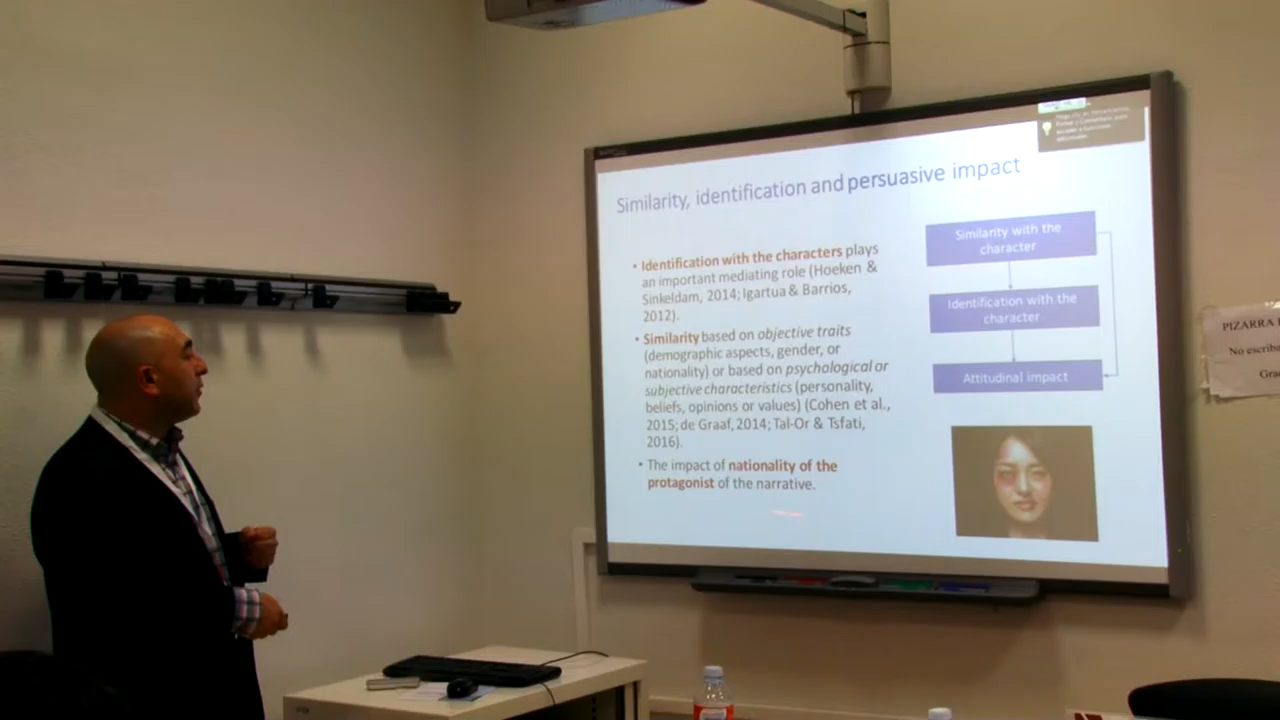 Similarity, identification and persuasive impact
• Identification with the characters plays
an important mediating role (Hoeken &
Sinkeldam, 2014; Igartua & Barrios,
2012).
• Similarity based on objective traits
(demographic aspects, gender, or
nationality) or based on psychological or
subjective characteristics (personality,
beliefs, opinions or values) (Cohen et al.,
2015; de Graaf, 2014; Tal-Or & Tsfati,
2016).
• The impact of nationality of the
protagonist of the narrative.
Similarity with the
character
Identification with the
character
Attitudinal impact
PIZARRA
No escriba